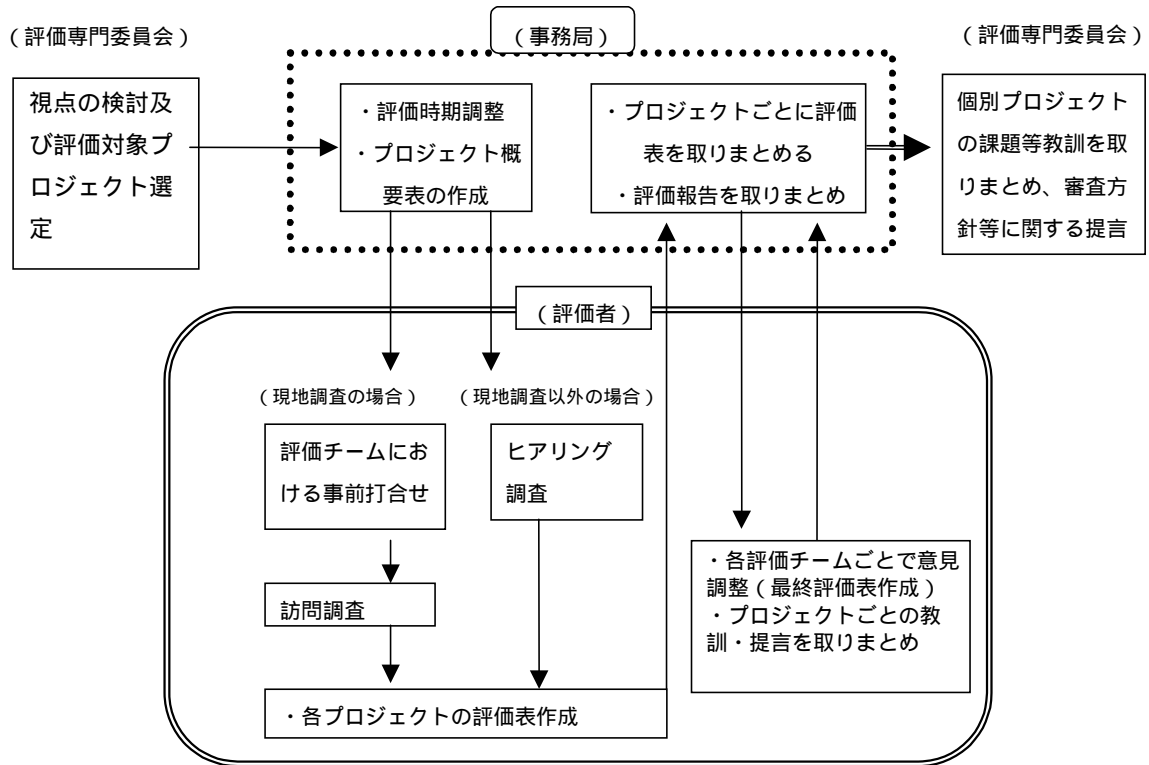 （評価専門委員会）
視点の検討及
び評価対象プ
ロジェクト選
定
（事務局）
・評価時期調整
・プロジェクト概
要表の作成
・プロジェクトごとに評価
表を取りまとめる
・評価報告を取りまとめ
（評価専門委員会）
個別プロジェクト
の課題等教訓を取
りまとめ、審査方
針等に関する提言
（評価者）
（現地調査の場合）
評価チームにお
ける事前打合せ
訪問調査
（現地調査以外の場合）
ヒアリング
調査
・各プロジェクトの評価表作成
・各評価チームごとで意見
調整（最終評価表作成）
・プロジェクトごとの教
訓・提言を取りまとめ